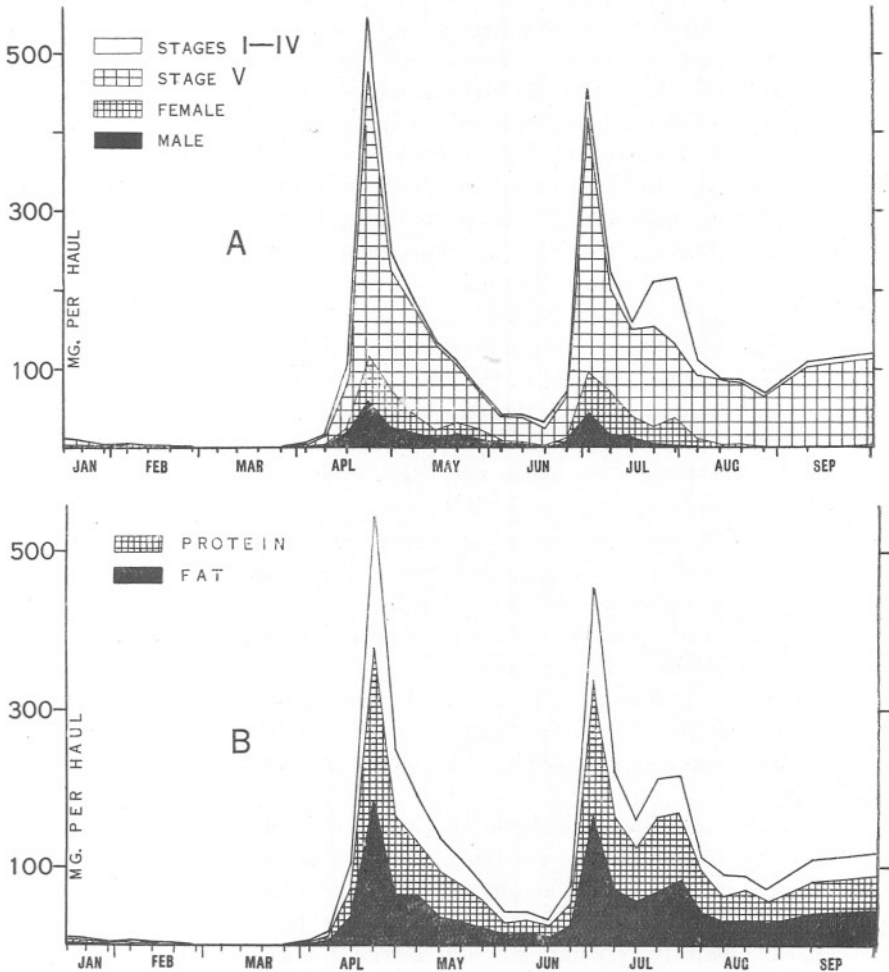 500
300
100
MG. PER HAUL
STAGES I—IV
STAGE V
FEMALE
MALE
A
JAN FEB MAR APL MAY JUN JUL AUG SEP
500
300
100
MG. PER HAUL
PROTEIN
FAT
B
JAN FEB MAR APL MAY JUN JUL AUG SEP